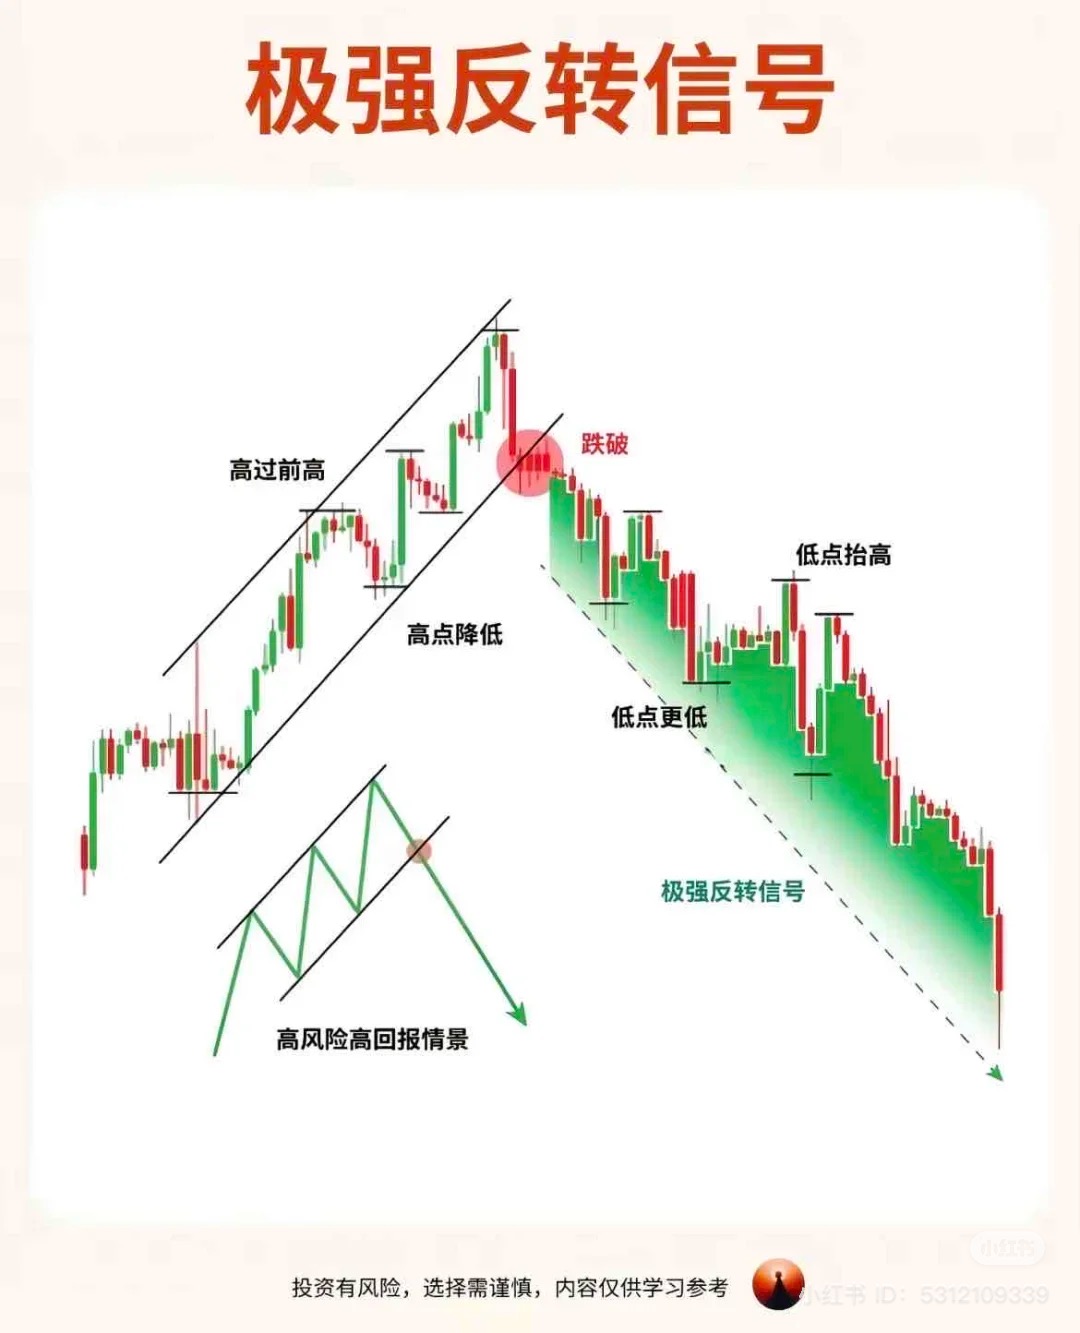 极强反转信号
高过前高
跌破
低点抬高
高点降低
低点更低
极强反转信号
高风险高回报情景
小红书
投资有风险，选择需谨慎，内容仅供学习参考
小红书 ID：5312109339